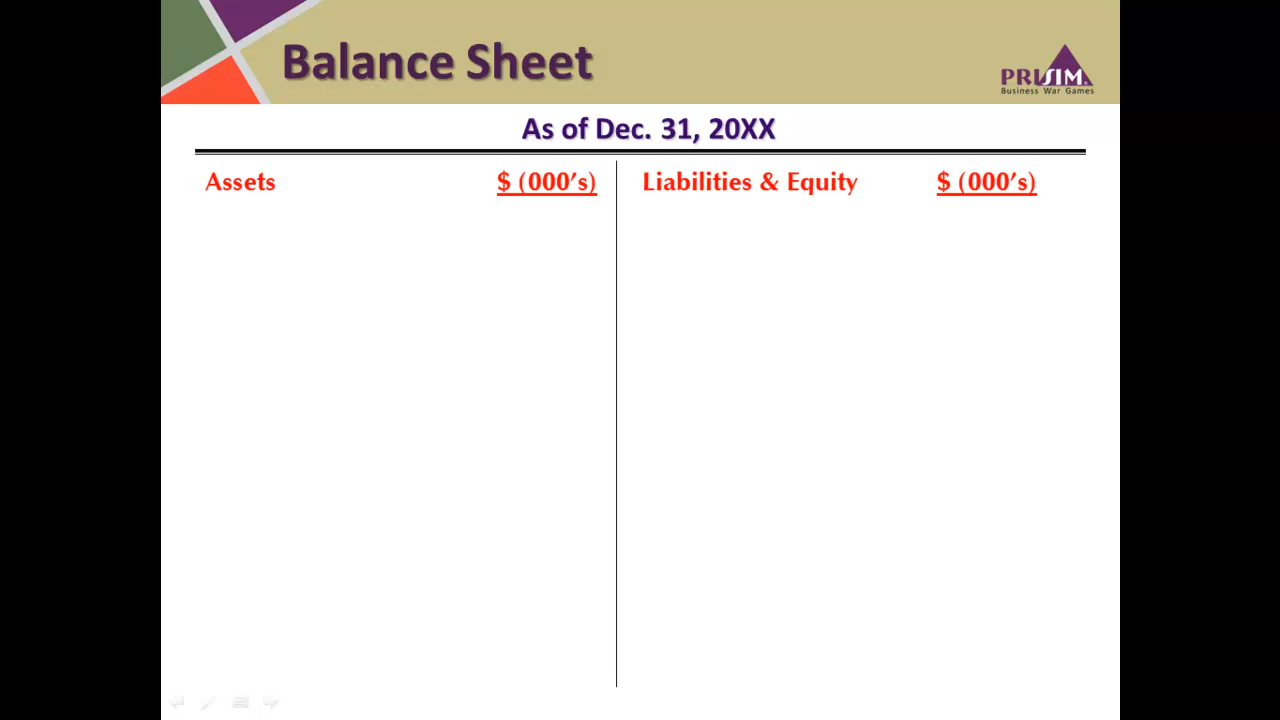 Balance Sheet
PRISIM
Business War Games
As of Dec. 31, 20XX
Assets $ (000's) Liabilities & Equity $ (000's)